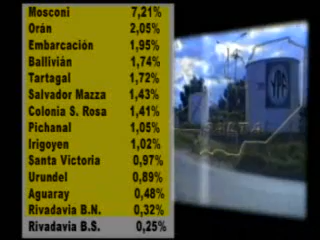 Mosconi 7,21%
Orán 2,05%
Embarcación 1,95%
Ballivián 1,74%
Tartagal 1,72%
Salvador Mazza 1,43%
Colonia S. Rosa 1,41%
Pichanal 1,05%
Irigoyen 1,02%
Santa Victoria 0,97%
Urundel 0,89%
Aguaray 0,48%
Rivadavia B.N. 0,32%
Rivadavia B.S. 0,25%
YPF
SALTA